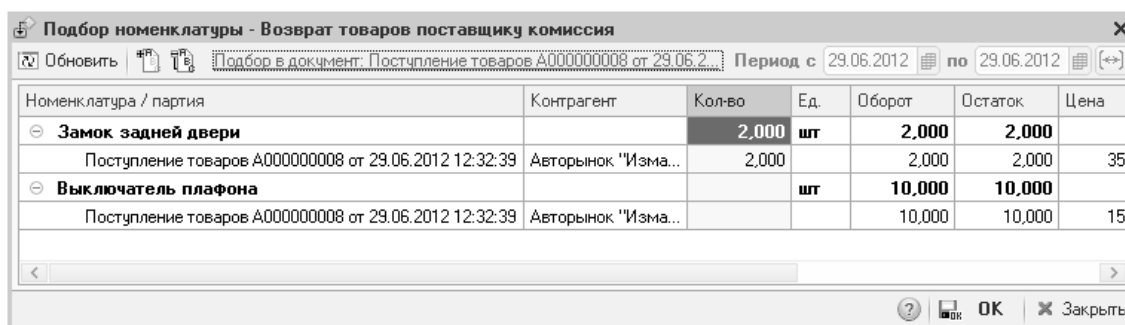 Подбор номенклатуры - Возврат товаров поставщику комиссия
Обновить Подбор в документ: Поступление товаров А000000008 от 29.06.2... Период с 29.06.2012 по 29.06.2012
Номенклатура / партия Контрагент Кол-во Ед. Оборот Остаток Цена
Замок задней двери 2,000 шт 2,000 2,000
Поступление товаров А000000008 от 29.06.2012 12:32:39 Авторынок "Изма... 2,000 2,000 2,000 35
Выключатель плафона шт 10,000 10,000
Поступление товаров А000000008 от 29.06.2012 12:32:39 Авторынок "Изма... 10,000 10,000 15
OK Закрыть